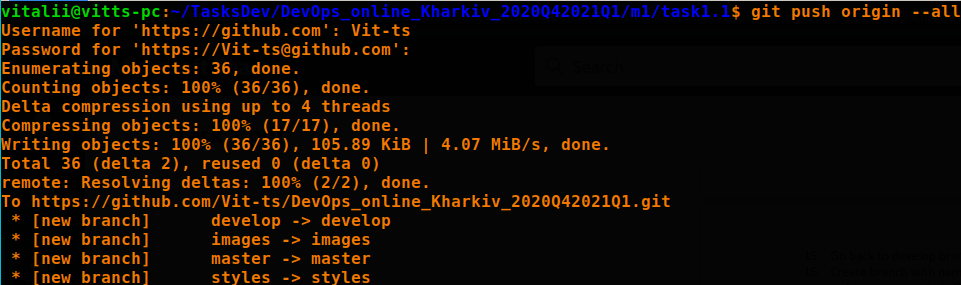 vitalii@vitts-pc:~/TasksDev/DevOps_online_Kharkiv_2020Q42021Q1/m1/task1.1$ git push origin --all
Username for 'https://github.com': Vit-ts
Password for 'https://Vit-ts@github.com':
Enumerating objects: 36, done.
Counting objects: 100% (36/36), done.
Delta compression using up to 4 threads
Compressing objects: 100% (17/17), done.
Writing objects: 100% (36/36), 105.89 KiB | 4.07 MiB/s, done.
Total 36 (delta 2), reused 0 (delta 0)
remote: Resolving deltas: 100% (2/2), done.
To https://github.com/Vit-ts/DevOps_online_Kharkiv_2020Q42021Q1.git
 * [new branch]      develop -> develop
 * [new branch]      images -> images
 * [new branch]      master -> master
 * [new branch]      styles -> styles